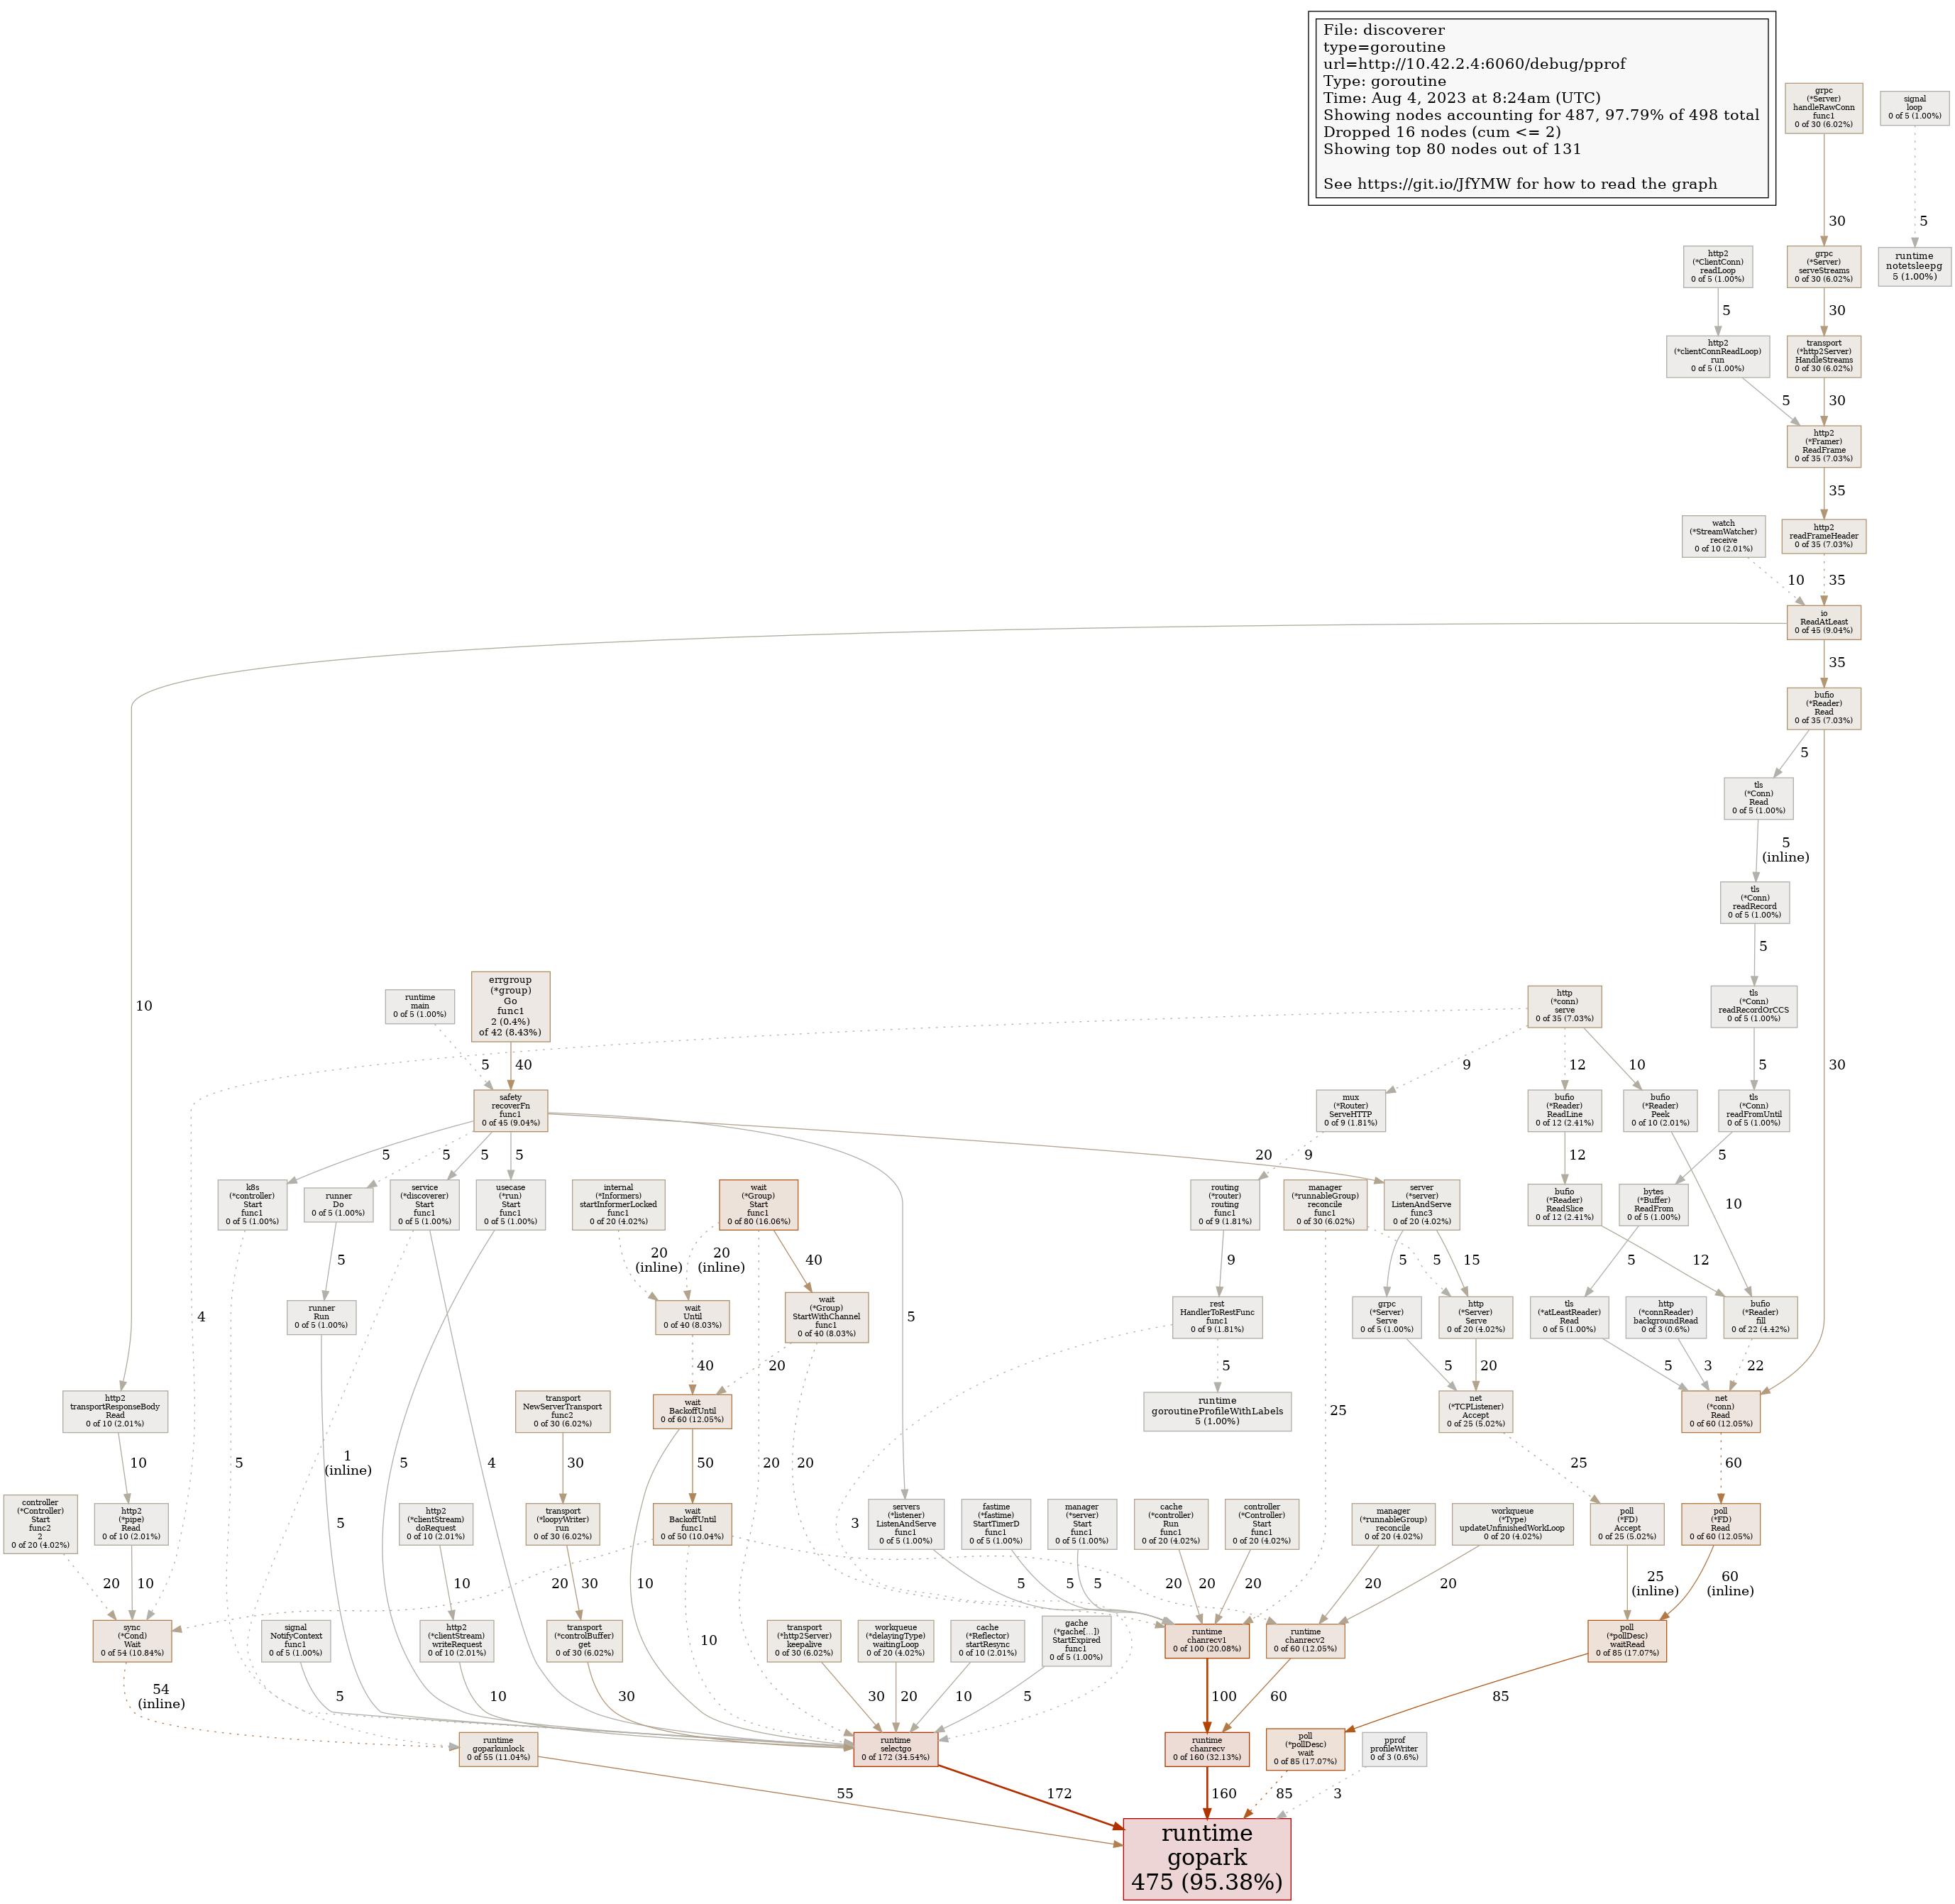 File: discoverer
type=goroutine
url=http://10.42.2.4:6060/debug/pprof
Type: goroutine
Time: Aug 4, 2023 at 8:24am (UTC)
Showing nodes accounting for 487, 97.79% of 498 total
Dropped 16 nodes (cum <= 2)
Showing top 80 nodes out of 131
See https://git.io/JfYMW for how to read the graph
grpc
(*Server)
handleRawConn
func1
0 of 30 (6.02%)
signal
loop
0 of 5 (1.00%)
30
5
http2
(*ClientConn)
readLoop
0 of 5 (1.00%)
grpc
(*Server)
serveStreams
0 of 30 (6.02%)
runtime
notetsleepg
5 (1.00%)
5
30
http2
(*clientConnReadLoop)
run
0 of 5 (1.00%)
transport
(*http2Server)
HandleStreams
0 of 30 (6.02%)
5
30
http2
(*Framer)
ReadFrame
0 of 35 (7.03%)
35
watch
(*StreamWatcher)
receive
0 of 10 (2.01%)
http2
readFrameHeader
0 of 35 (7.03%)
10
35
io
ReadAtLeast
0 of 45 (9.04%)
35
bufio
(*Reader)
Read
0 of 35 (7.03%)
5
tls
(*Conn)
Read
0 of 5 (1.00%)
5
(inline)
tls
(*Conn)
readRecord
0 of 5 (1.00%)
5
10
runtime
main
0 of 5 (1.00%)
errgroup
(*group)
Go
func1
2 (0.4%)
of 42 (8.43%)
http
(*conn)
serve
0 of 35 (7.03%)
tls
(*Conn)
readRecordOrCCS
0 of 5 (1.00%)
5
40
9
12
10
5
30
safety
recoverFn
func1
0 of 45 (9.04%)
mux
(*Router)
ServeHTTP
0 of 9 (1.81%)
bufio
(*Reader)
ReadLine
0 of 12 (2.41%)
bufio
(*Reader)
Peek
0 of 10 (2.01%)
tls
(*Conn)
readFromUntil
0 of 5 (1.00%)
5
5
5
5
20
9
12
5
k8s
(*controller)
Start
func1
0 of 5 (1.00%)
runner
Do
0 of 5 (1.00%)
service
(*discoverer)
Start
func1
0 of 5 (1.00%)
usecase
(*run)
Start
func1
0 of 5 (1.00%)
internal
(*Informers)
startInformerLocked
func1
0 of 20 (4.02%)
wait
(*Group)
Start
func1
0 of 80 (16.06%)
routing
(*router)
routing
func1
0 of 9 (1.81%)
manager
(*runnableGroup)
reconcile
func1
0 of 30 (6.02%)
server
(*server)
ListenAndServe
func3
0 of 20 (4.02%)
bufio
(*Reader)
ReadSlice
0 of 12 (2.41%)
bytes
(*Buffer)
ReadFrom
0 of 5 (1.00%)
10
5
20
(inline)
20
(inline)
40
9
5
5
15
5
12
4
5
runner
Run
0 of 5 (1.00%)
wait
Until
0 of 40 (8.03%)
wait
(*Group)
StartWithChannel
func1
0 of 40 (8.03%)
rest
HandlerToRestFunc
func1
0 of 9 (1.81%)
grpc
(*Server)
Serve
0 of 5 (1.00%)
http
(*Server)
Serve
0 of 20 (4.02%)
tls
(*atLeastReader)
Read
0 of 5 (1.00%)
http
(*connReader)
backgroundRead
0 of 3 (0.6%)
bufio
(*Reader)
fill
0 of 22 (4.42%)
40
20
5
5
20
5
3
22
http2
transportResponseBody
Read
0 of 10 (2.01%)
transport
NewServerTransport
func2
0 of 30 (6.02%)
wait
BackoffUntil
0 of 60 (12.05%)
runtime
goroutineProfileWithLabels
5 (1.00%)
net
(*TCPListener)
Accept
0 of 25 (5.02%)
net
(*conn)
Read
0 of 60 (12.05%)
25
10
5
1
(inline)
5
4
30
50
20
20
25
60
controller
(*Controller)
Start
func2
2
0 of 20 (4.02%)
http2
(*pipe)
Read
0 of 10 (2.01%)
http2
(*clientStream)
doRequest
0 of 10 (2.01%)
transport
(*loopyWriter)
run
0 of 30 (6.02%)
wait
BackoffUntil
func1
0 of 50 (10.04%)
servers
(*listener)
ListenAndServe
func1
0 of 5 (1.00%)
fastime
(*fastime)
StartTimerD
func1
0 of 5 (1.00%)
manager
(*server)
Start
func1
0 of 5 (1.00%)
cache
(*controller)
Run
func1
0 of 20 (4.02%)
controller
(*Controller)
Start
func1
0 of 20 (4.02%)
manager
(*runnableGroup)
reconcile
0 of 20 (4.02%)
workqueue
(*Type)
updateUnfinishedWorkLoop
0 of 20 (4.02%)
poll
(*FD)
Accept
0 of 25 (5.02%)
poll
(*FD)
Read
0 of 60 (12.05%)
3
5
20
10
10
30
20
10
5
5
5
20
20
20
20
20
25
(inline)
60
(inline)
sync
(*Cond)
Wait
0 of 54 (10.84%)
signal
NotifyContext
func1
0 of 5 (1.00%)
http2
(*clientStream)
writeRequest
0 of 10 (2.01%)
transport
(*controlBuffer)
get
0 of 30 (6.02%)
10
transport
(*http2Server)
keepalive
0 of 30 (6.02%)
workqueue
(*delayingType)
waitingLoop
0 of 20 (4.02%)
cache
(*Reflector)
startResync
0 of 10 (2.01%)
gache
(*gache[...])
StartExpired
func1
0 of 5 (1.00%)
runtime
chanrecv1
0 of 100 (20.08%)
runtime
chanrecv2
0 of 60 (12.05%)
poll
(*pollDesc)
waitRead
0 of 85 (17.07%)
54
(inline)
5
10
30
30
20
10
5
100
60
85
runtime
goparkunlock
0 of 55 (11.04%)
runtime
selectgo
0 of 172 (34.54%)
runtime
chanrecv
0 of 160 (32.13%)
poll
(*pollDesc)
wait
0 of 85 (17.07%)
pprof
profileWriter
0 of 3 (0.6%)
55
172
160
85
3
runtime
gopark
475 (95.38%)